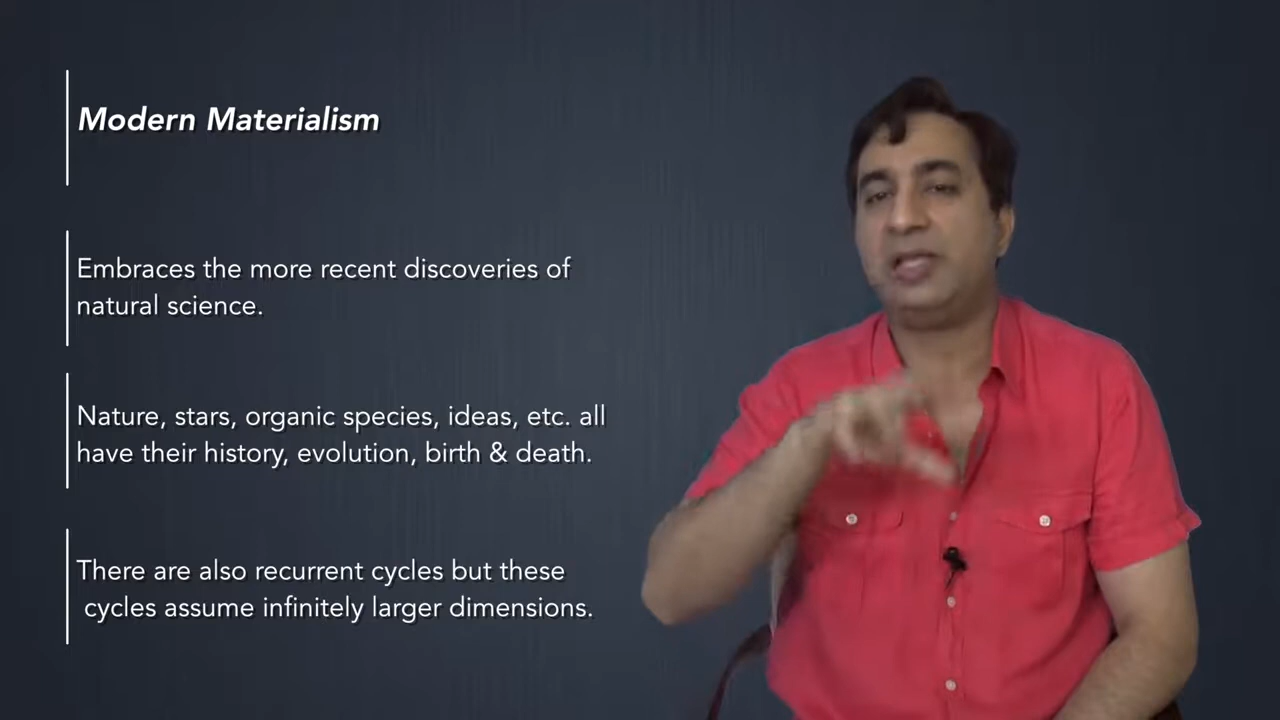 Modern Materialism
Embraces the more recent discoveries of
natural science.
Nature, stars, organic species, ideas, etc. all
have their history, evolution, birth & death.
There are also recurrent cycles but these
cycles assume infinitely larger dimensions.